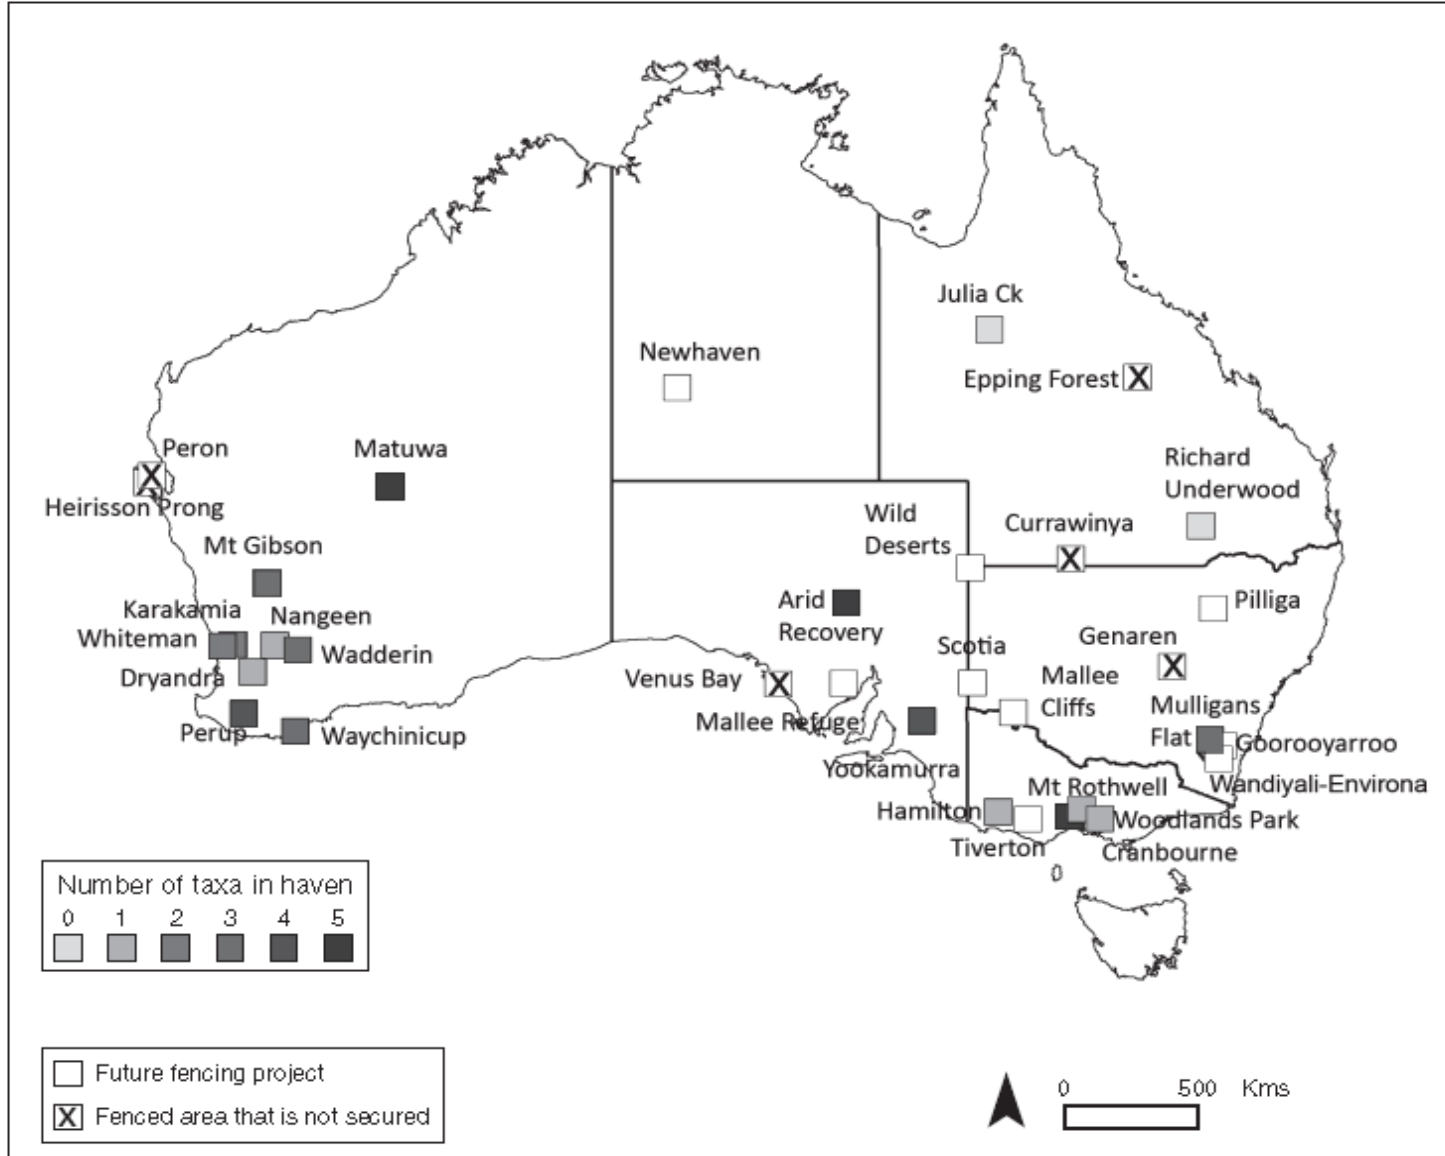 Julia Ck
Newhaven
Epping Forest
X
Peron
X
Heirisson Prong
Matuwa
Richard
Underwood
Wild
Deserts
Currawinya
X
Mt Gibson
Karakamia
Nangeen
Whiteman
Wadderin
Dryandra
Perup
Waychinicup
Arid
Recovery
Pilliga
Genaren
X
Scotia
Venus Bay
X
Mallee
Cliffs
Mallee Refuge
Mulligans
Flat
Goorooyarroo
Wandiyali-Environa
Yookamurra
Mt Rothwell
Hamilton
Woodlands Park
Tiverton
Cranbourne
Number of taxa in haven
0 1 2 3 4 5
Future fencing project
X Fenced area that is not secured
0 500 Kms